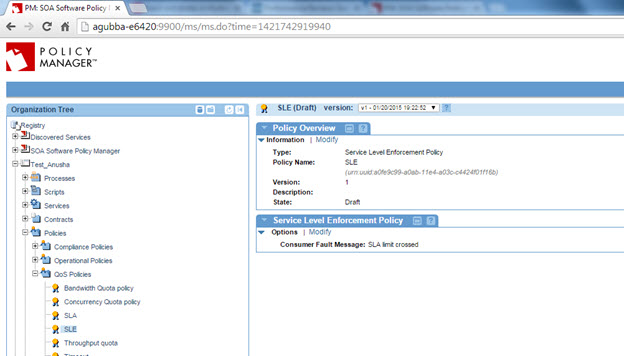 PM: SOA Software Policy
agubba-e6420:9900/ms/ms.do?time=1421742919940
POLICY
MANAGER™
Organization Tree
Registry
Discovered Services
SOA Software Policy Manager
Test_Anusha
Processes
Scripts
Services
Contracts
Policies
Compliance Policies
Operational Policies
QoS Policies
Bandwidth Quota policy
Concurrency Quota policy
SLA
SLE
Throughput quota
Timeout
SLE (Draft) version: v1 - 01/20/2015 19:22:52
Policy Overview
Information | Modify
Type: Service Level Enforcement Policy
Policy Name: SLE
(urn:uuid:a0fe9c99-a0ab-11e4-a03c-c4424f01f16b)
Version: 1
Description:
State: Draft
Service Level Enforcement Policy
Options | Modify
Consumer Fault Message: SLA limit crossed